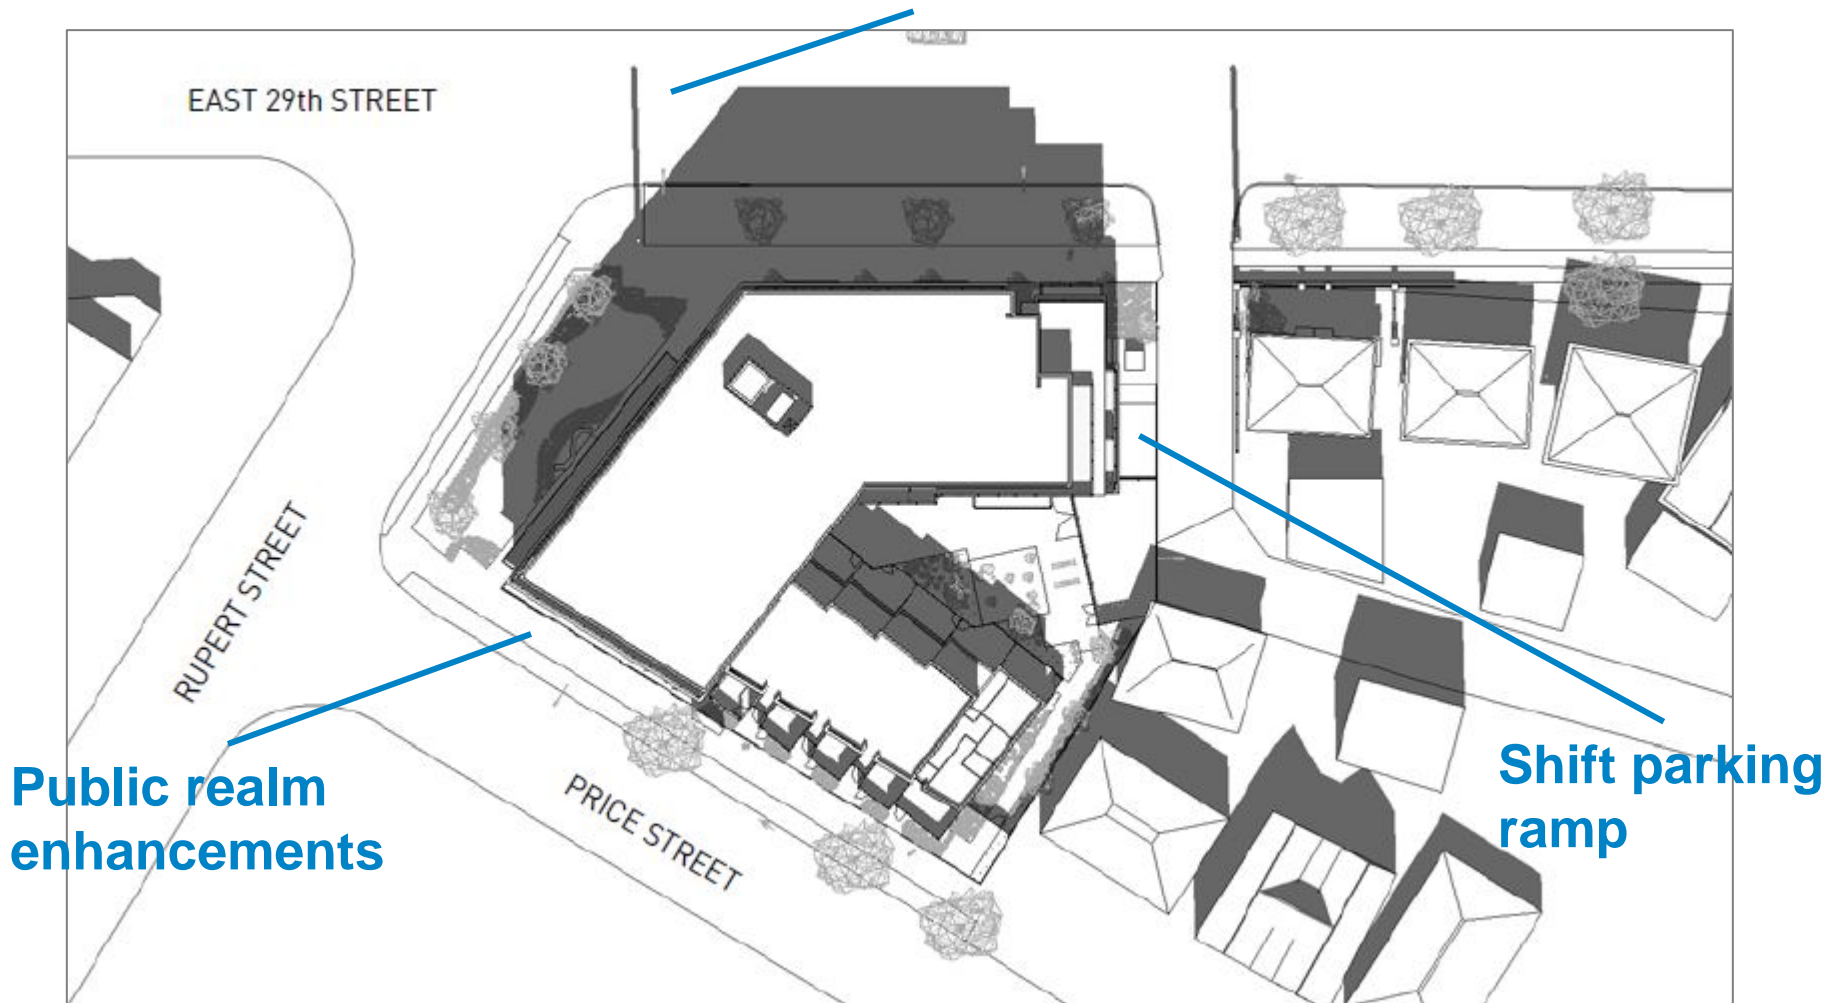 EAST 29th STREET
RUPERT STREET
Public realm
enhancements
PRICE STREET
Shift parking
ramp